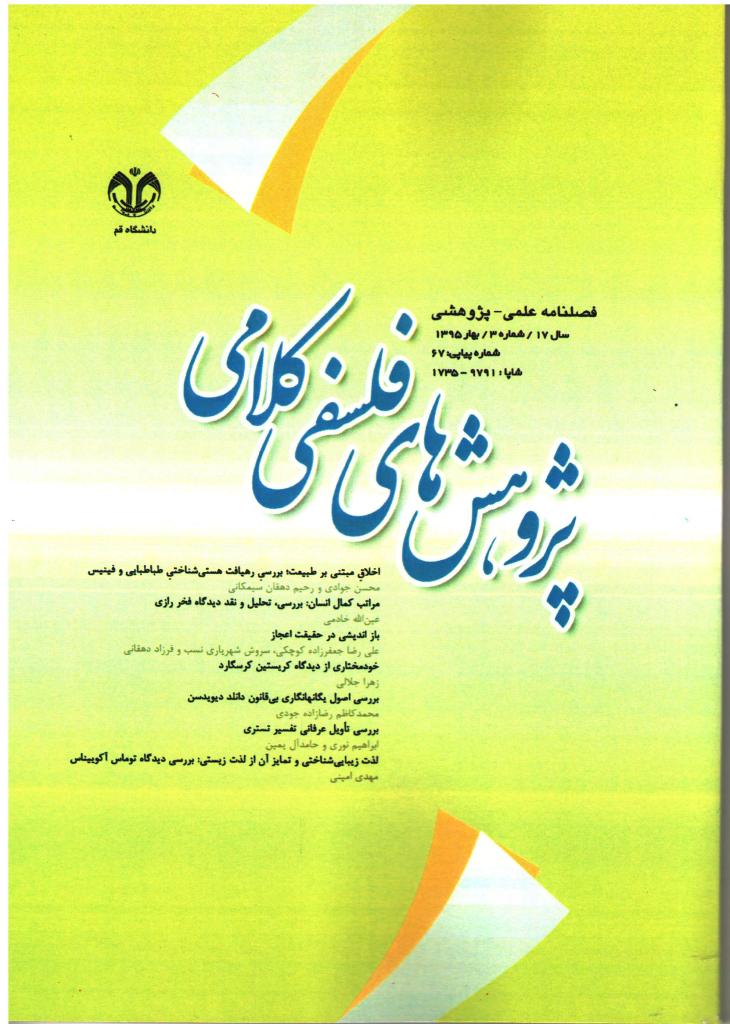 دانشگاه قم
فصلنامه علمی - پژوهشی
سال ۱۷ / شماره ۳ / بهار ۱۳۹۵
شماره پیاپی: ۶۷
شاپا: ۹۷۹۱ - ۱۷۳۵
پژوهش‌های فلسفی کلامی
اخلاقِ مبتنی بر طبیعت؛ بررسیِ رهیافت هستی‌شناختیِ طباطبایی و فینیس
محسن جوادی و رحیم دهقان سیمکانی
مراتب کمال انسان: بررسی، تحلیل و نقد دیدگاه فخر رازی
عین‌الله خادمی
باز اندیشی در حقیقت اعجاز
علی رضا جعفرزاده کوچکی، سروش شهریاری نسب و فرزاد دهقانی
خودمختاری از دیدگاه کریستین کرسگارد
زهرا جلالی
بررسی اصول یگانهانگاری بی‌قانون دانلد دیویدسن
محمدکاظم رضازاده جودی
بررسی تأویل عرفانی تفسیر تستری
ابراهیم نوری و حامدآل یمین
لذت زیبایی‌شناختی و تمایز آن از لذت زیستی: بررسی دیدگاه توماس آکوییناس
مهدی امینی